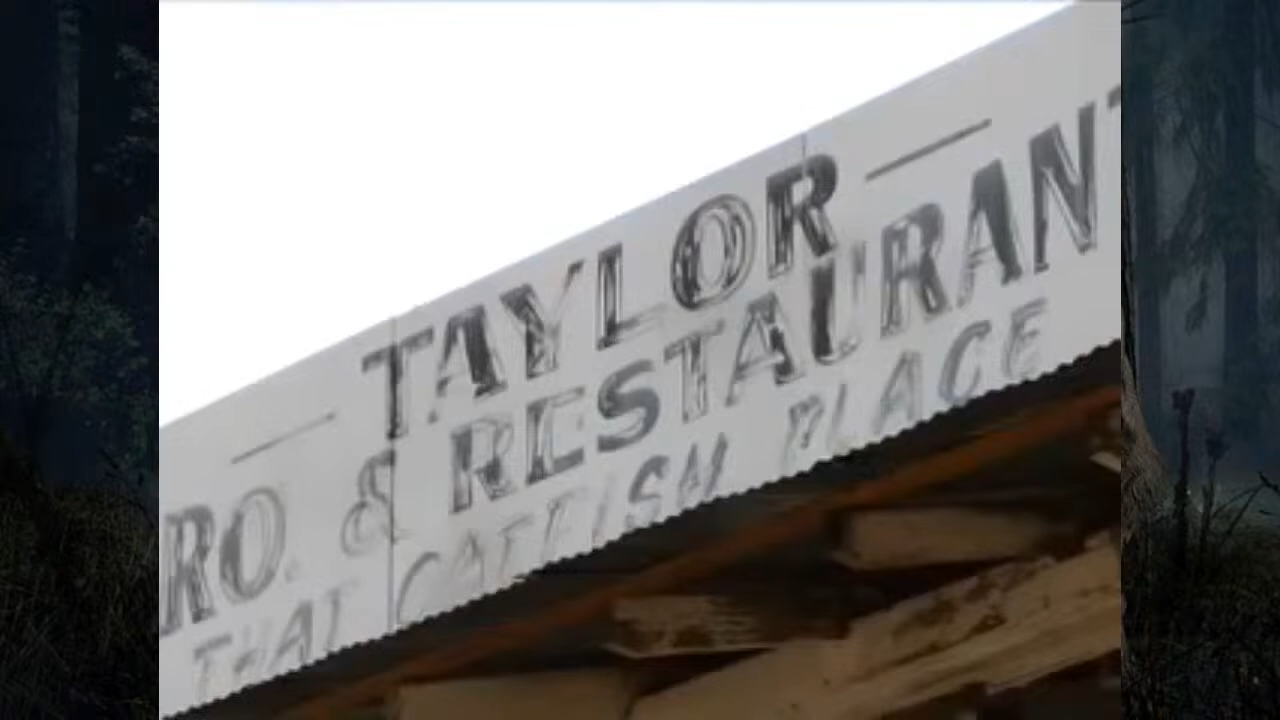 — TAYLOR —
RO. & RESTAURANT
THAT CATFISH PLACE